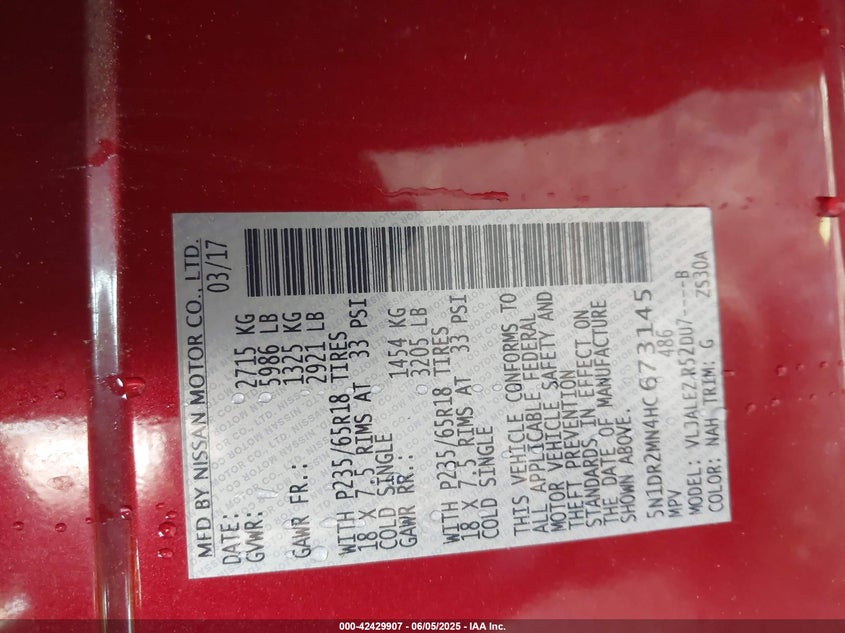 MFD BY NISSAN MOTOR CO., LTD.
DATE: 03/17
GVWR: 2715 KG
5986 LB
GAWR FR.: 1325 KG
2921 LB
WITH P235/65R18 TIRES
18 X 7.5 RIMS AT 33 PSI
COLD SINGLE
GAWR RR.: 1454 KG
3205 LB
WITH P235/65R18 TIRES
18 X 7.5 RIMS AT 33 PSI
COLD SINGLE
THIS VEHICLE CONFORMS TO
ALL APPLICABLE FEDERAL
MOTOR VEHICLE SAFETY AND
THEFT PREVENTION
STANDARDS IN EFFECT ON
THE DATE OF MANUFACTURE
SHOWN ABOVE.
5N1DR2MN4HC673145
MPV 486
MODEL: VLJALEZ-R52DU7----B
COLOR: NAH TRIM: G ZS30A
000-42429907 - 06/05/2025 - IAA Inc.